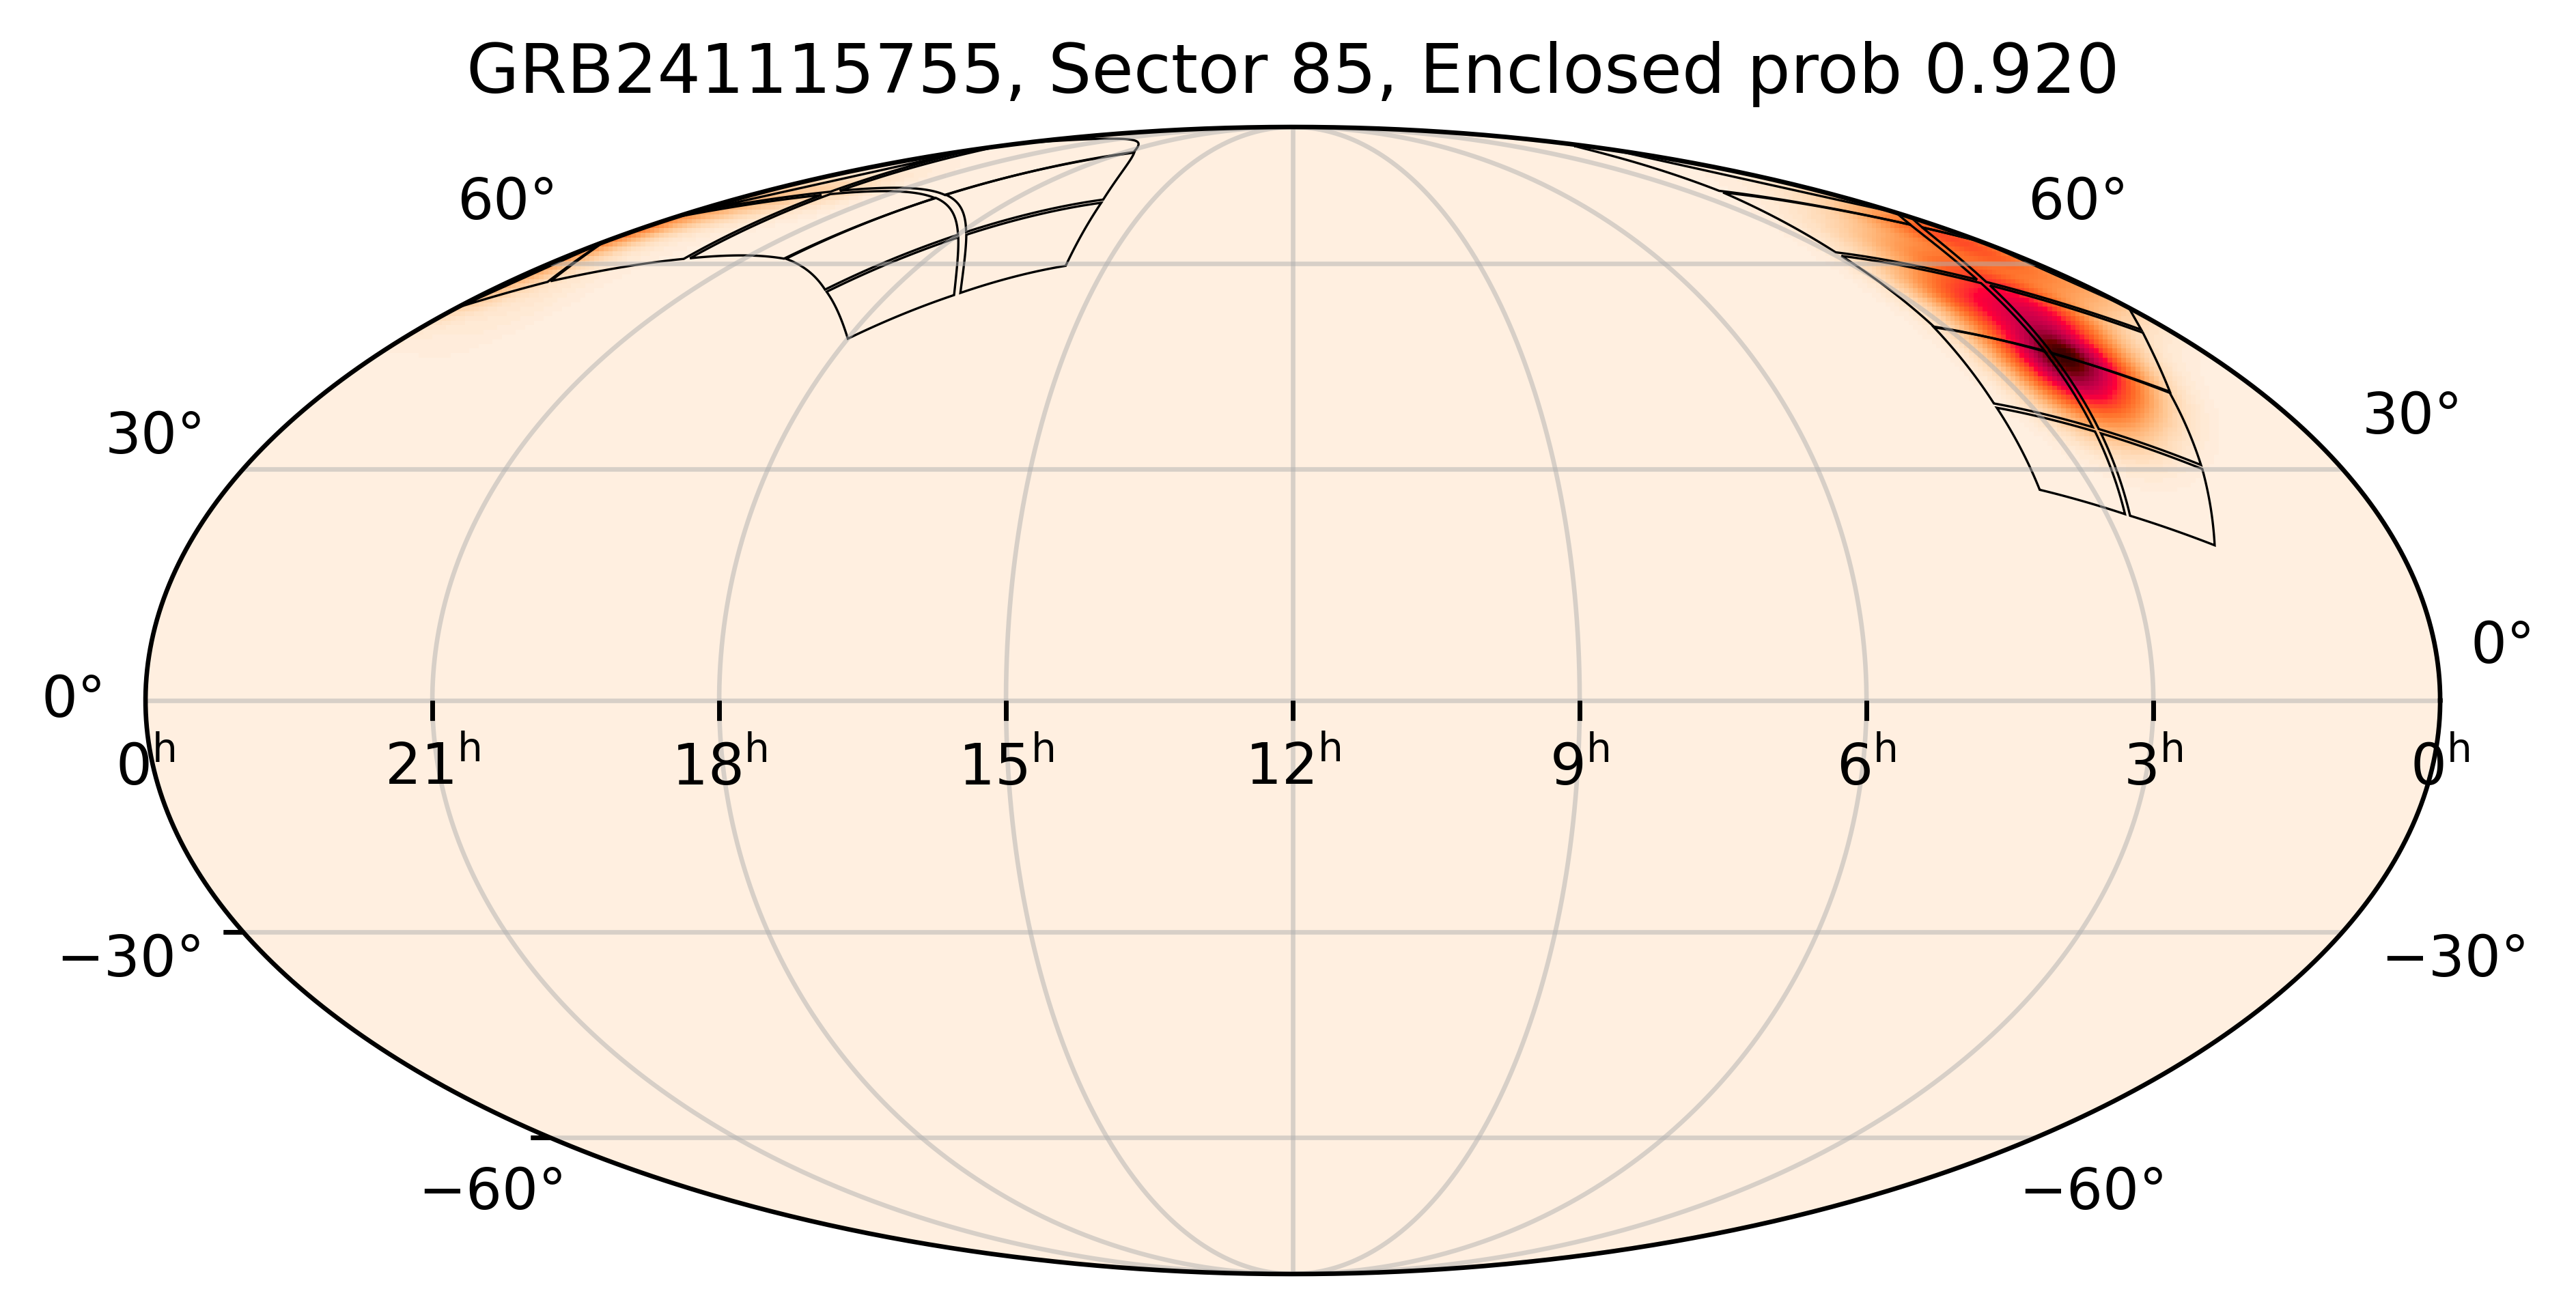 GRB241115755, Sector 85, Enclosed prob 0.920
60° 60°
30° 30°
0° 0°
0ʰ 21ʰ 18ʰ 15ʰ 12ʰ 9ʰ 6ʰ 3ʰ 0ʰ
−30° −30°
−60° −60°